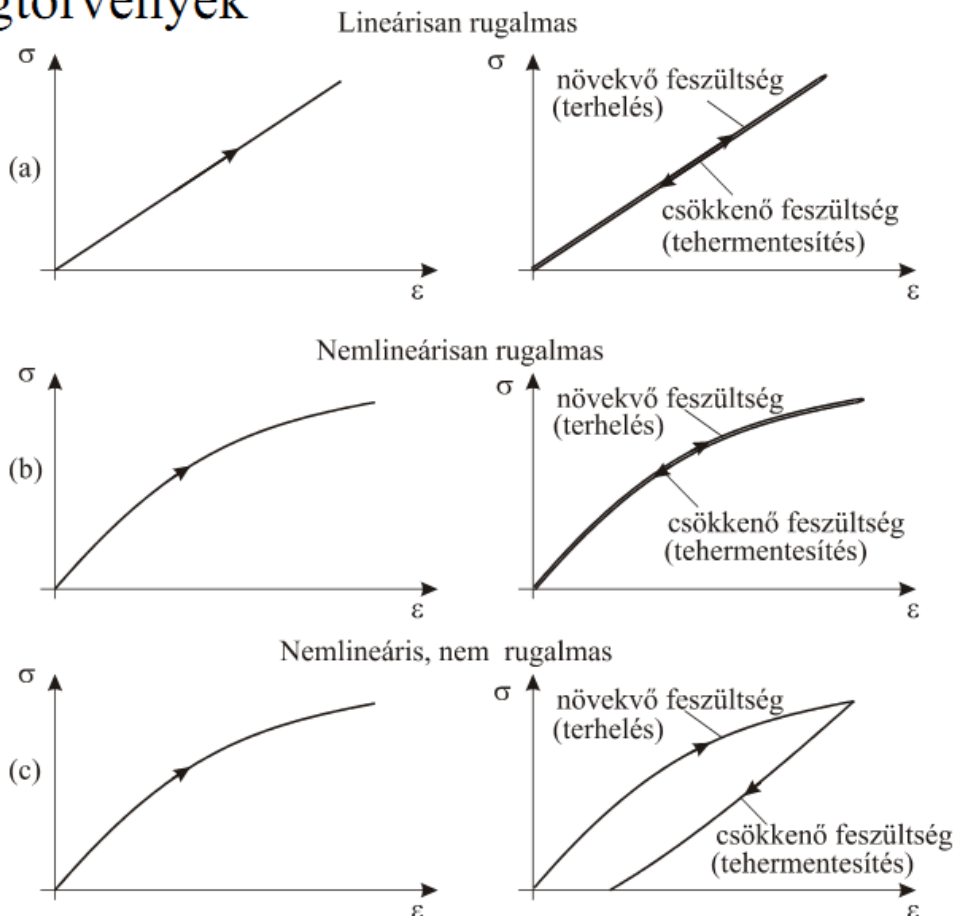 Lineárisan rugalmas
(a)
σ
ε
σ
növekvő feszültség
(terhelés)
csökkenő feszültség
(tehermentesítés)
ε
Nemlineárisan rugalmas
(b)
σ
ε
σ
növekvő feszültség
(terhelés)
csökkenő feszültség
(tehermentesítés)
ε
Nemlineáris, nem rugalmas
(c)
σ
ε
σ
növekvő feszültség
(terhelés)
csökkenő feszültség
(tehermentesítés)
ε